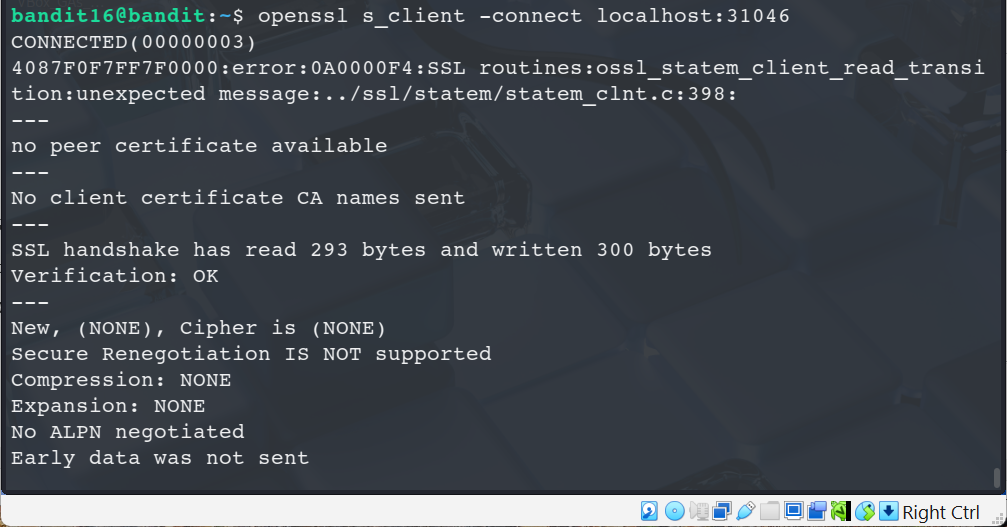 bandit16@bandit:~$ openssl s_client -connect localhost:31046
CONNECTED(00000003)
4087F0F7FF7F0000:error:0A0000F4:SSL routines:ossl_statem_client_read_transi
tion:unexpected message:../ssl/statem/statem_clnt.c:398:
---
no peer certificate available
---
No client certificate CA names sent
---
SSL handshake has read 293 bytes and written 300 bytes
Verification: OK
---
New, (NONE), Cipher is (NONE)
Secure Renegotiation IS NOT supported
Compression: NONE
Expansion: NONE
No ALPN negotiated
Early data was not sent
Right Ctrl